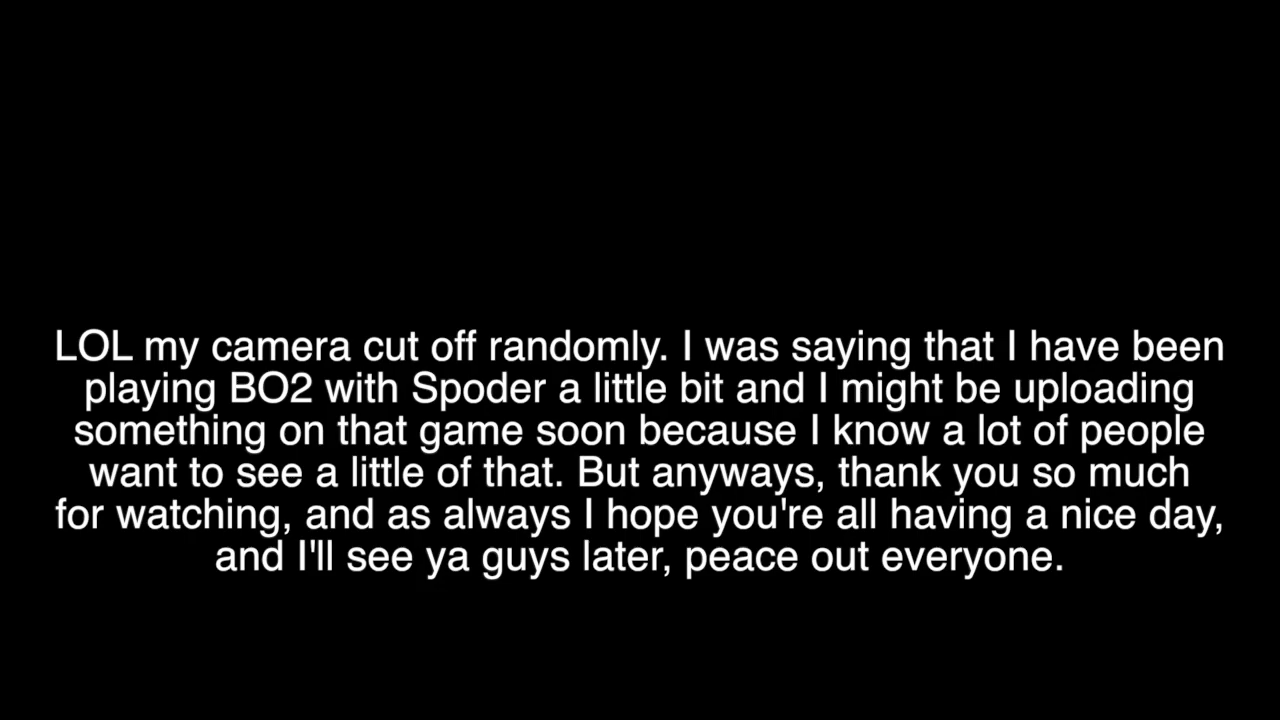 LOL my camera cut off randomly. I was saying that I have been
playing BO2 with Spoder a little bit and I might be uploading
something on that game soon because I know a lot of people
want to see a little of that. But anyways, thank you so much
for watching, and as always I hope you're all having a nice day,
and I'll see ya guys later, peace out everyone.